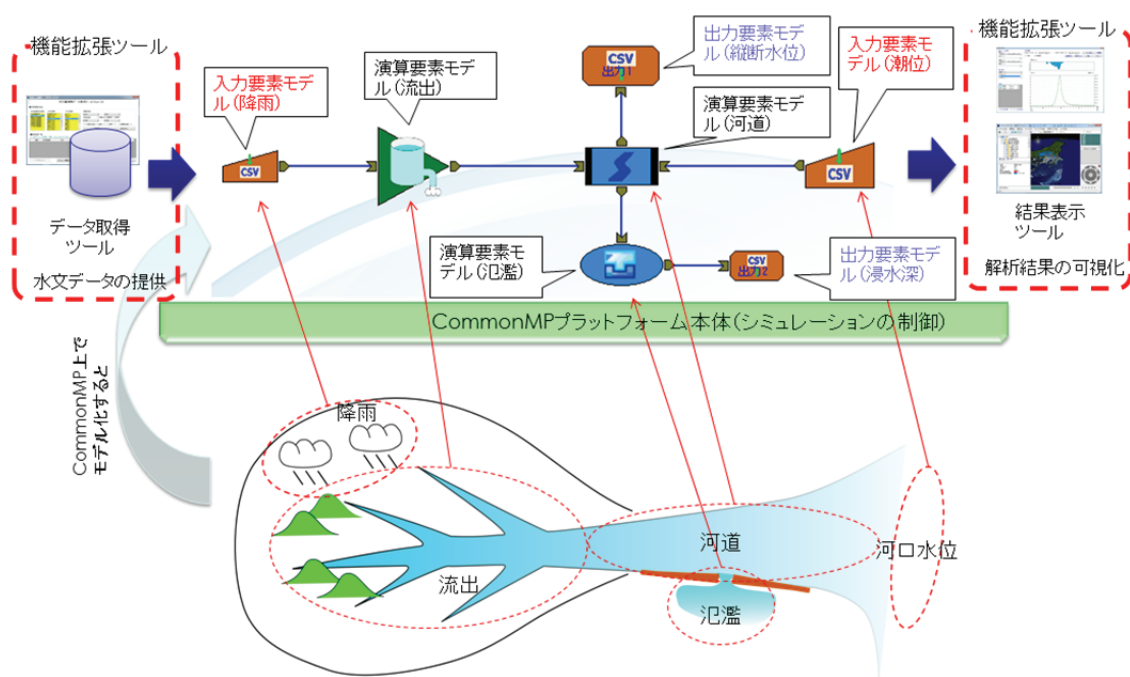 機能拡張ツール
データ取得
ツール
水文データの提供
入力要素モ
デル(降雨)
CSV
演算要素モデ
ル(流出)
CSV
出力1
出力要素モ
デル(縦断水位)
演算要素モ
デル(河道)
入力要素モ
デル(潮位)
CSV
演算要素モ
デル(氾濫)
CSV
出力2
出力要素モ
デル(浸水深)
機能拡張ツール
結果表示
ツール
解析結果の可視化
CommonMPプラットフォーム本体(シミュレーションの制御)
CommonMP上で
モデル化すると
降雨
流出
河道
河口水位
氾濫